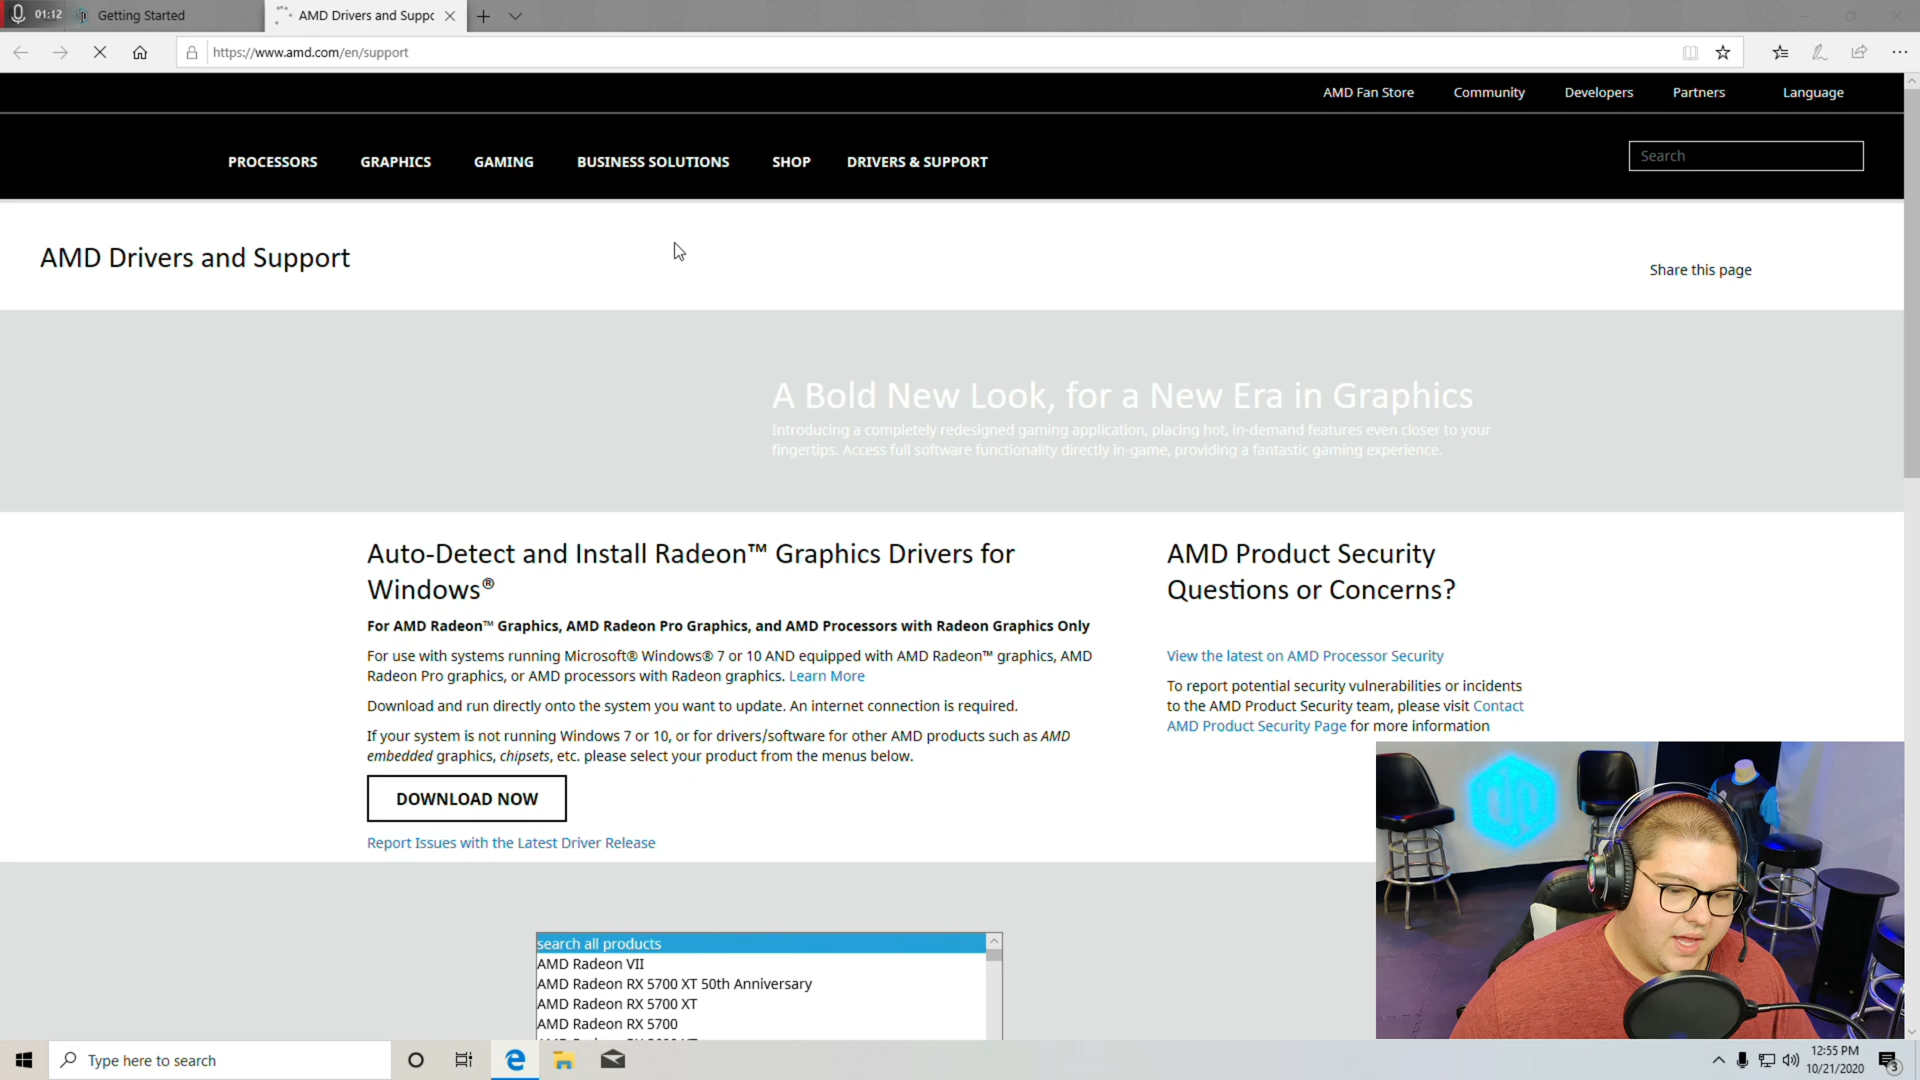 01:12
Getting Started
AMD Drivers and Suppo
https://www.amd.com/en/support
AMD Fan Store
Community
Developers
Partners
Language
PROCESSORS
GRAPHICS
GAMING
BUSINESS SOLUTIONS
SHOP
DRIVERS & SUPPORT
Search
AMD Drivers and Support
Share this page
A Bold New Look, for a New Era in Graphics
Introducing a completely redesigned gaming application, placing hot, in-demand features even closer to your
fingertips. Access full software functionality directly in-game, providing a fantastic gaming experience.
Auto-Detect and Install Radeon™ Graphics Drivers for
Windows®
For AMD Radeon™ Graphics, AMD Radeon Pro Graphics, and AMD Processors with Radeon Graphics Only
For use with systems running Microsoft® Windows® 7 or 10 AND equipped with AMD Radeon™ graphics, AMD
Radeon Pro graphics, or AMD processors with Radeon graphics. Learn More
Download and run directly onto the system you want to update. An internet connection is required.
If your system is not running Windows 7 or 10, or for drivers/software for other AMD products such as AMD
embedded graphics, chipsets, etc. please select your product from the menus below.
DOWNLOAD NOW
Report Issues with the Latest Driver Release
AMD Product Security
Questions or Concerns?
View the latest on AMD Processor Security
To report potential security vulnerabilities or incidents
to the AMD Product Security team, please visit Contact
AMD Product Security Page for more information
search all products
AMD Radeon VII
AMD Radeon RX 5700 XT 50th Anniversary
AMD Radeon RX 5700 XT
AMD Radeon RX 5700
Type here to search
12:55 PM
10/21/2020
3